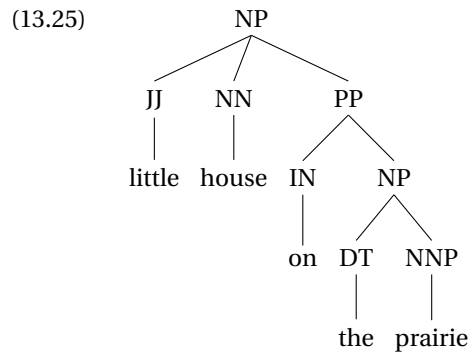 (13.25) NP
JJ NN PP
little house IN NP
on DT NNP
the prairie